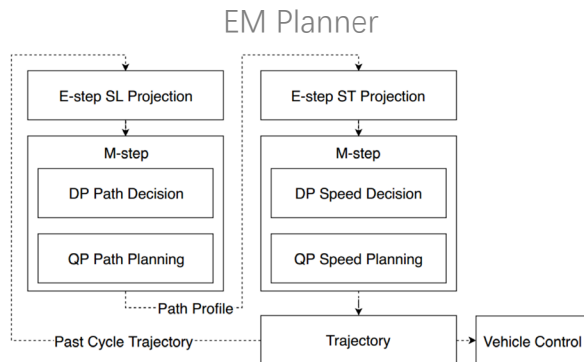 EM Planner
E-step SL Projection
M-step
DP Path Decision
QP Path Planning
Path Profile
E-step ST Projection
M-step
DP Speed Decision
QP Speed Planning
Past Cycle Trajectory
Trajectory
Vehicle Control